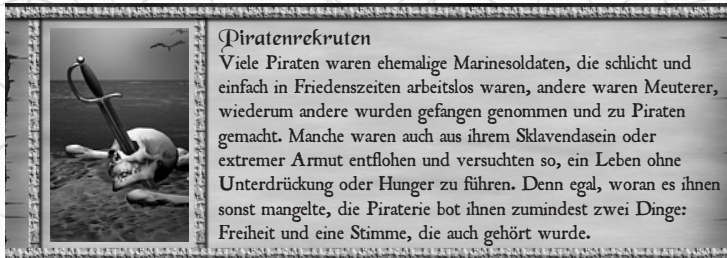 Piratenrekruten
Viele Piraten waren ehemalige Marinesoldaten, die schlicht und
einfach in Friedenszeiten arbeitslos waren, andere waren Meuterer,
wiederum andere wurden gefangen genommen und zu Piraten
gemacht. Manche waren auch aus ihrem Sklavendasein oder
extremer Armut entflohen und versuchten so, ein Leben ohne
Unterdrückung oder Hunger zu führen. Denn egal, woran es ihnen
sonst mangelte, die Piraterie bot ihnen zumindest zwei Dinge:
Freiheit und eine Stimme, die auch gehört wurde.